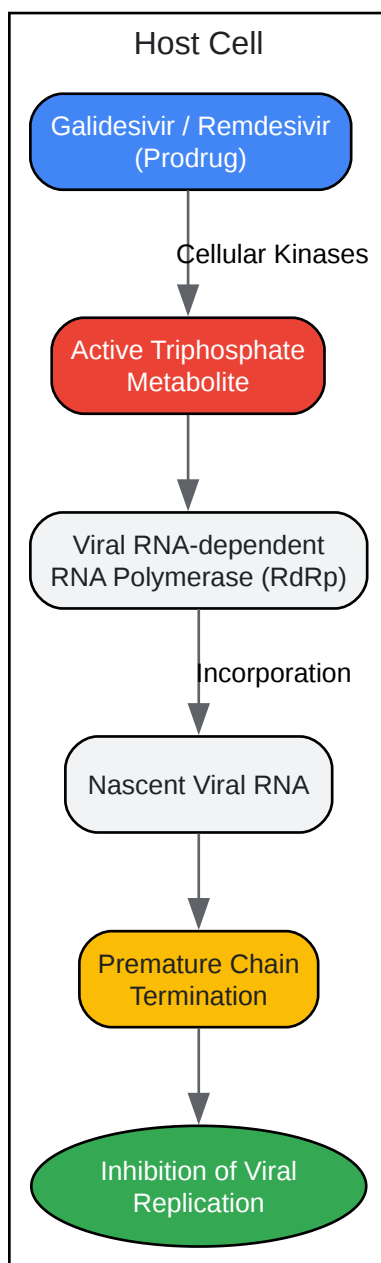 Host Cell
Galidesivir / Remdesivir
(Prodrug)
Cellular Kinases
Active Triphosphate
Metabolite
Viral RNA-dependent
RNA Polymerase (RdRp)
Incorporation
Nascent Viral RNA
Premature Chain
Termination
Inhibition of Viral
Replication